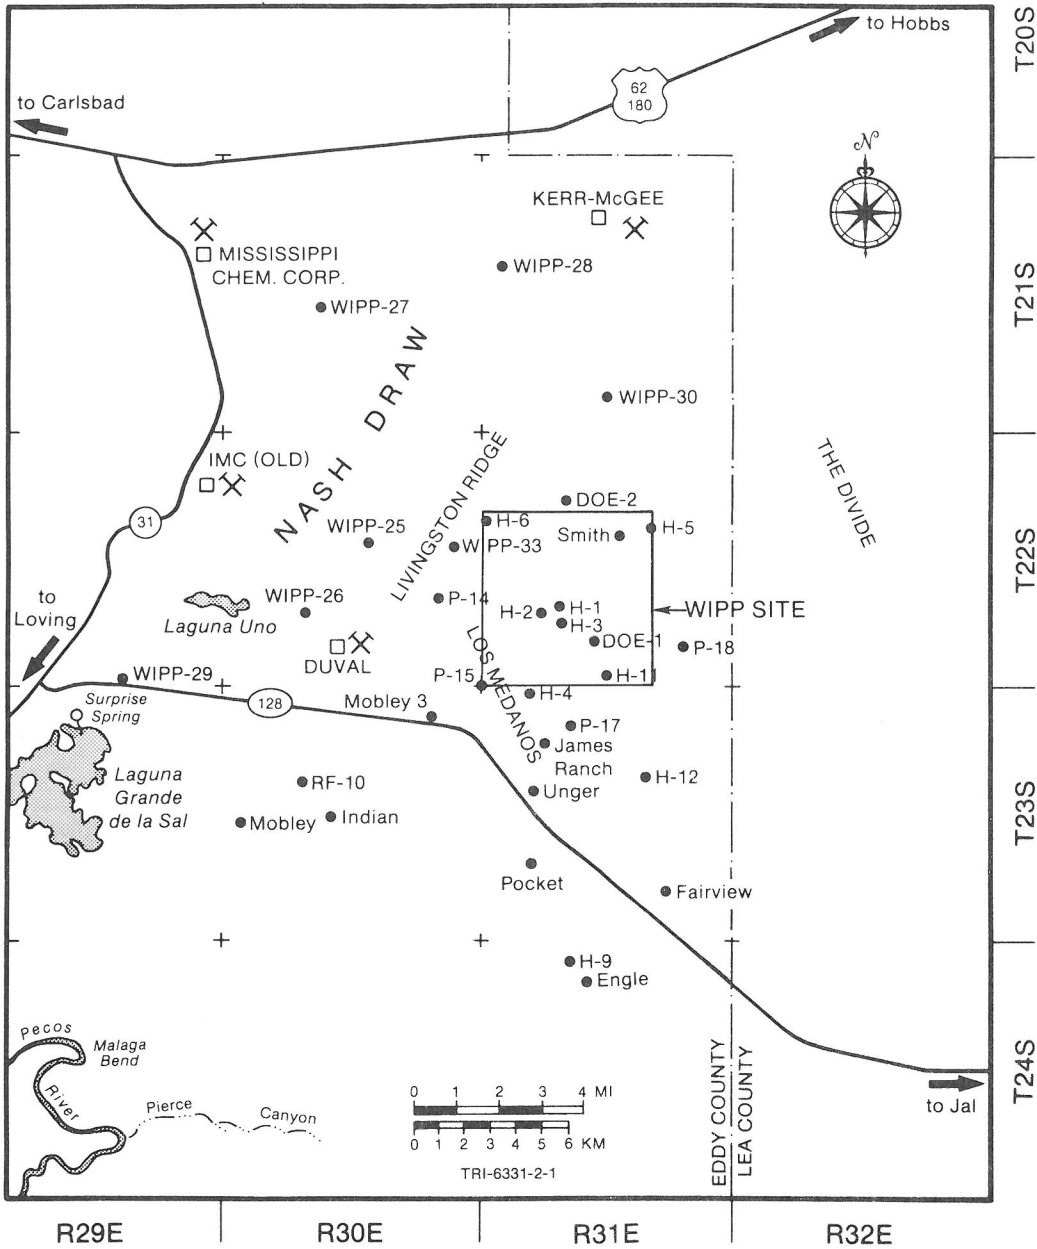 T20S
to Hobbs
62
180
to Carlsbad
N
KERR-McGEE
MISSISSIPPI
CHEM. CORP.
WIPP-28
WIPP-27
T21S
NASH DRAW
WIPP-30
LIVINGSTON RIDGE
THE DIVIDE
IMC (OLD)
DOE-2
31
H-6
Smith
H-5
WIPP-25
WIPP-33
T22S
to
Loving
Laguna Uno
WIPP-26
P-14
H-2
H-1
H-3
WIPP SITE
LOS MEDANOS
DOE-1
P-18
DUVAL
WIPP-29
P-15
H-11
H-4
128
Mobley 3
Surprise
Spring
P-17
James
Ranch
Laguna
Grande
de la Sal
RF-10
H-12
Unger
T23S
Mobley
Indian
Pocket
Fairview
H-9
Engle
Pecos
River
Malaga
Bend
Pierce Canyon
0 1 2 3 4 MI
0 1 2 3 4 5 6 KM
TRI-6331-2-1
EDDY COUNTY
LEA COUNTY
T24S
to Jal
R29E
R30E
R31E
R32E